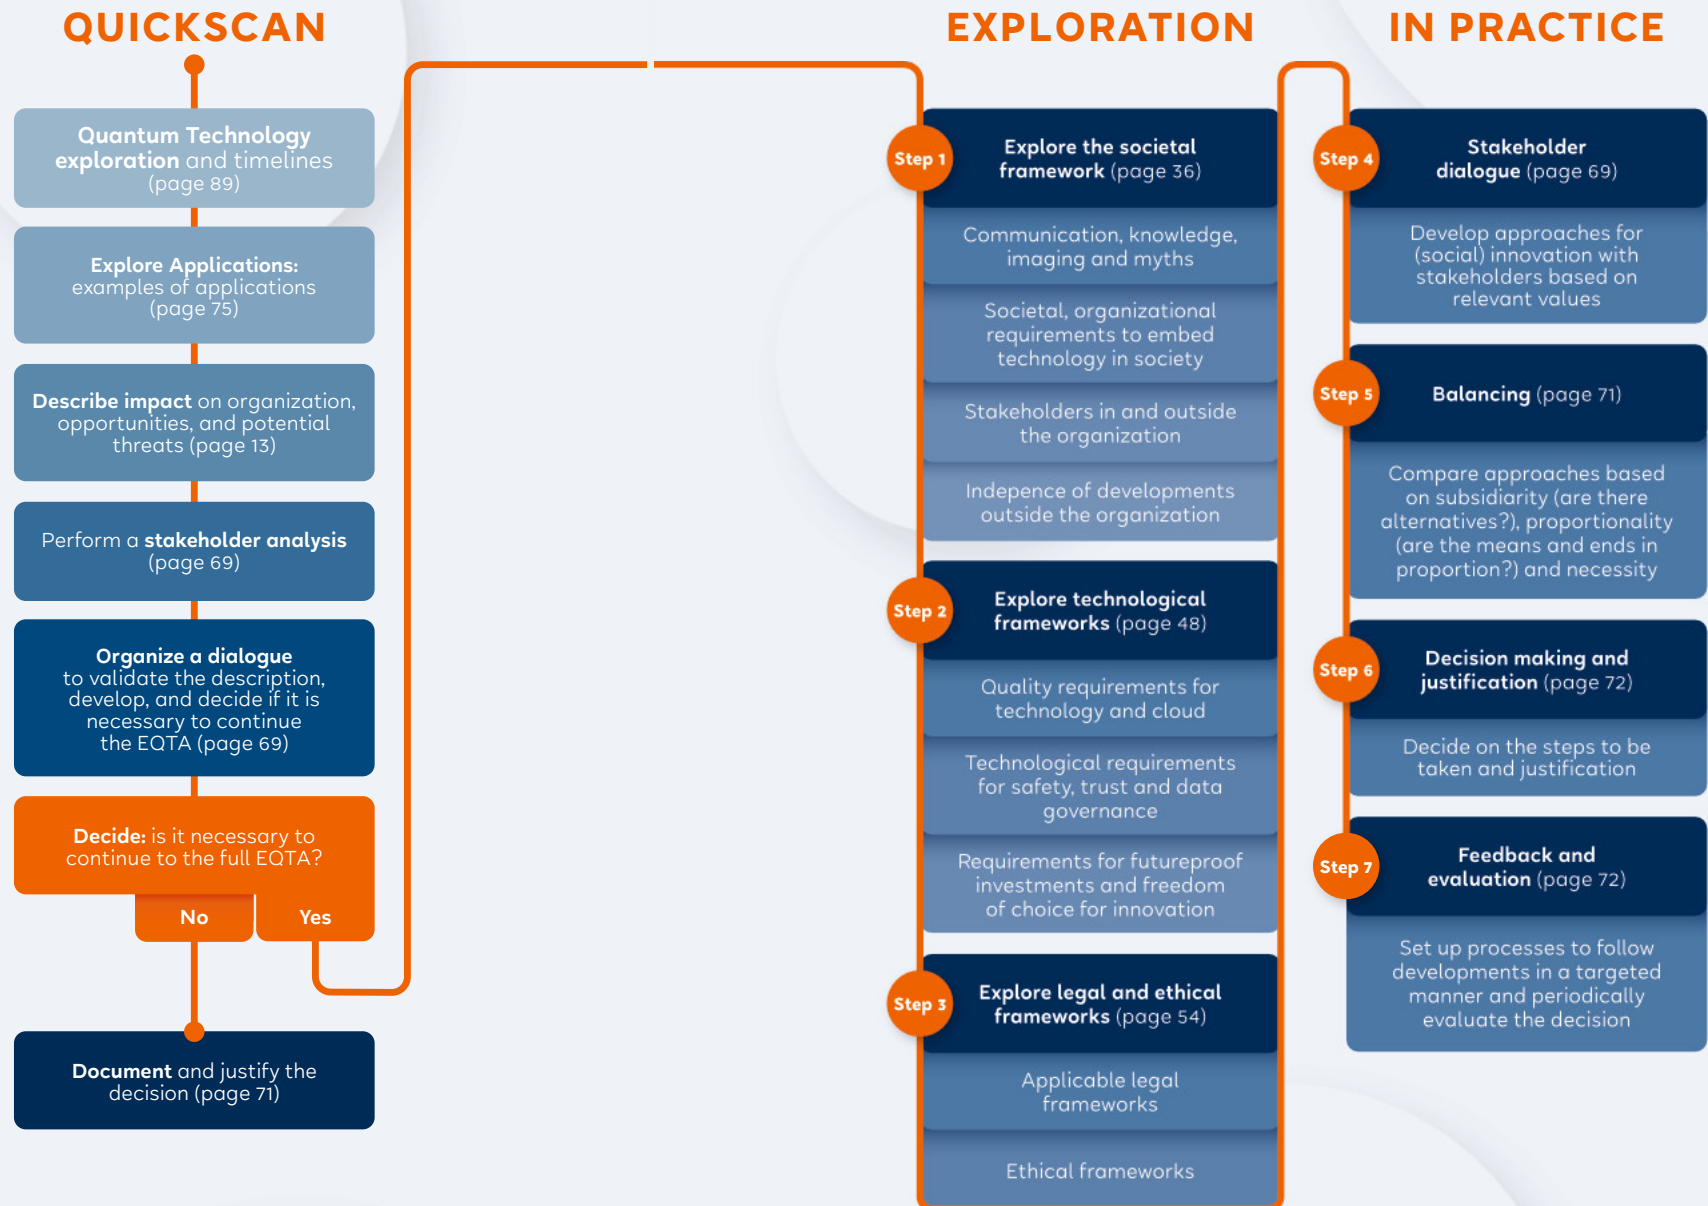 QUICKSCAN
Quantum Technology
exploration and timelines
(page 89)
Explore Applications:
examples of applications
(page 75)
Describe impact on organization,
opportunities, and potential
threats (page 13)
Perform a stakeholder analysis
(page 69)
Organize a dialogue
to validate the description,
develop, and decide if it is
necessary to continue
the EQTA (page 69)
Decide: is it necessary to
continue to the full EQTA?
No
Yes
Document and justify the
decision (page 71)
EXPLORATION
Step 1
Explore the societal
framework (page 36)
Communication, knowledge,
imaging and myths
Societal, organizational
requirements to embed
technology in society
Stakeholders in and outside
the organization
Indepence of developments
outside the organization
Step 2
Explore technological
frameworks (page 48)
Quality requirements for
technology and cloud
Technological requirements
for safety, trust and data
governance
Requirements for futureproof
investments and freedom
of choice for innovation
Step 3
Explore legal and ethical
frameworks (page 54)
Applicable legal
frameworks
Ethical frameworks
IN PRACTICE
Step 4
Stakeholder
dialogue (page 69)
Develop approaches for
(social) innovation with
stakeholders based on
relevant values
Step 5
Balancing (page 71)
Compare approaches based
on subsidiarity (are there
alternatives?), proportionality
(are the means and ends in
proportion?) and necessity
Step 6
Decision making and
justification (page 72)
Decide on the steps to be
taken and justification
Step 7
Feedback and
evaluation (page 72)
Set up processes to follow
developments in a targeted
manner and periodically
evaluate the decision